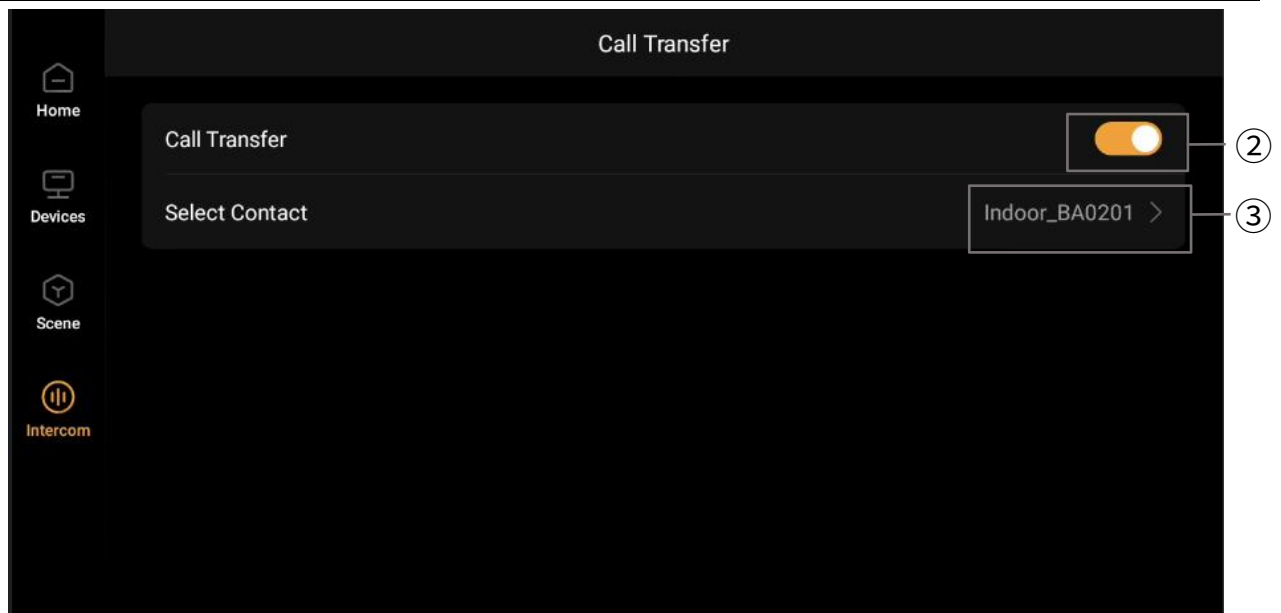 Call Transfer
Home
Call Transfer
②
Devices
Select Contact
Indoor_BA0201 >
③
Scene
Intercom